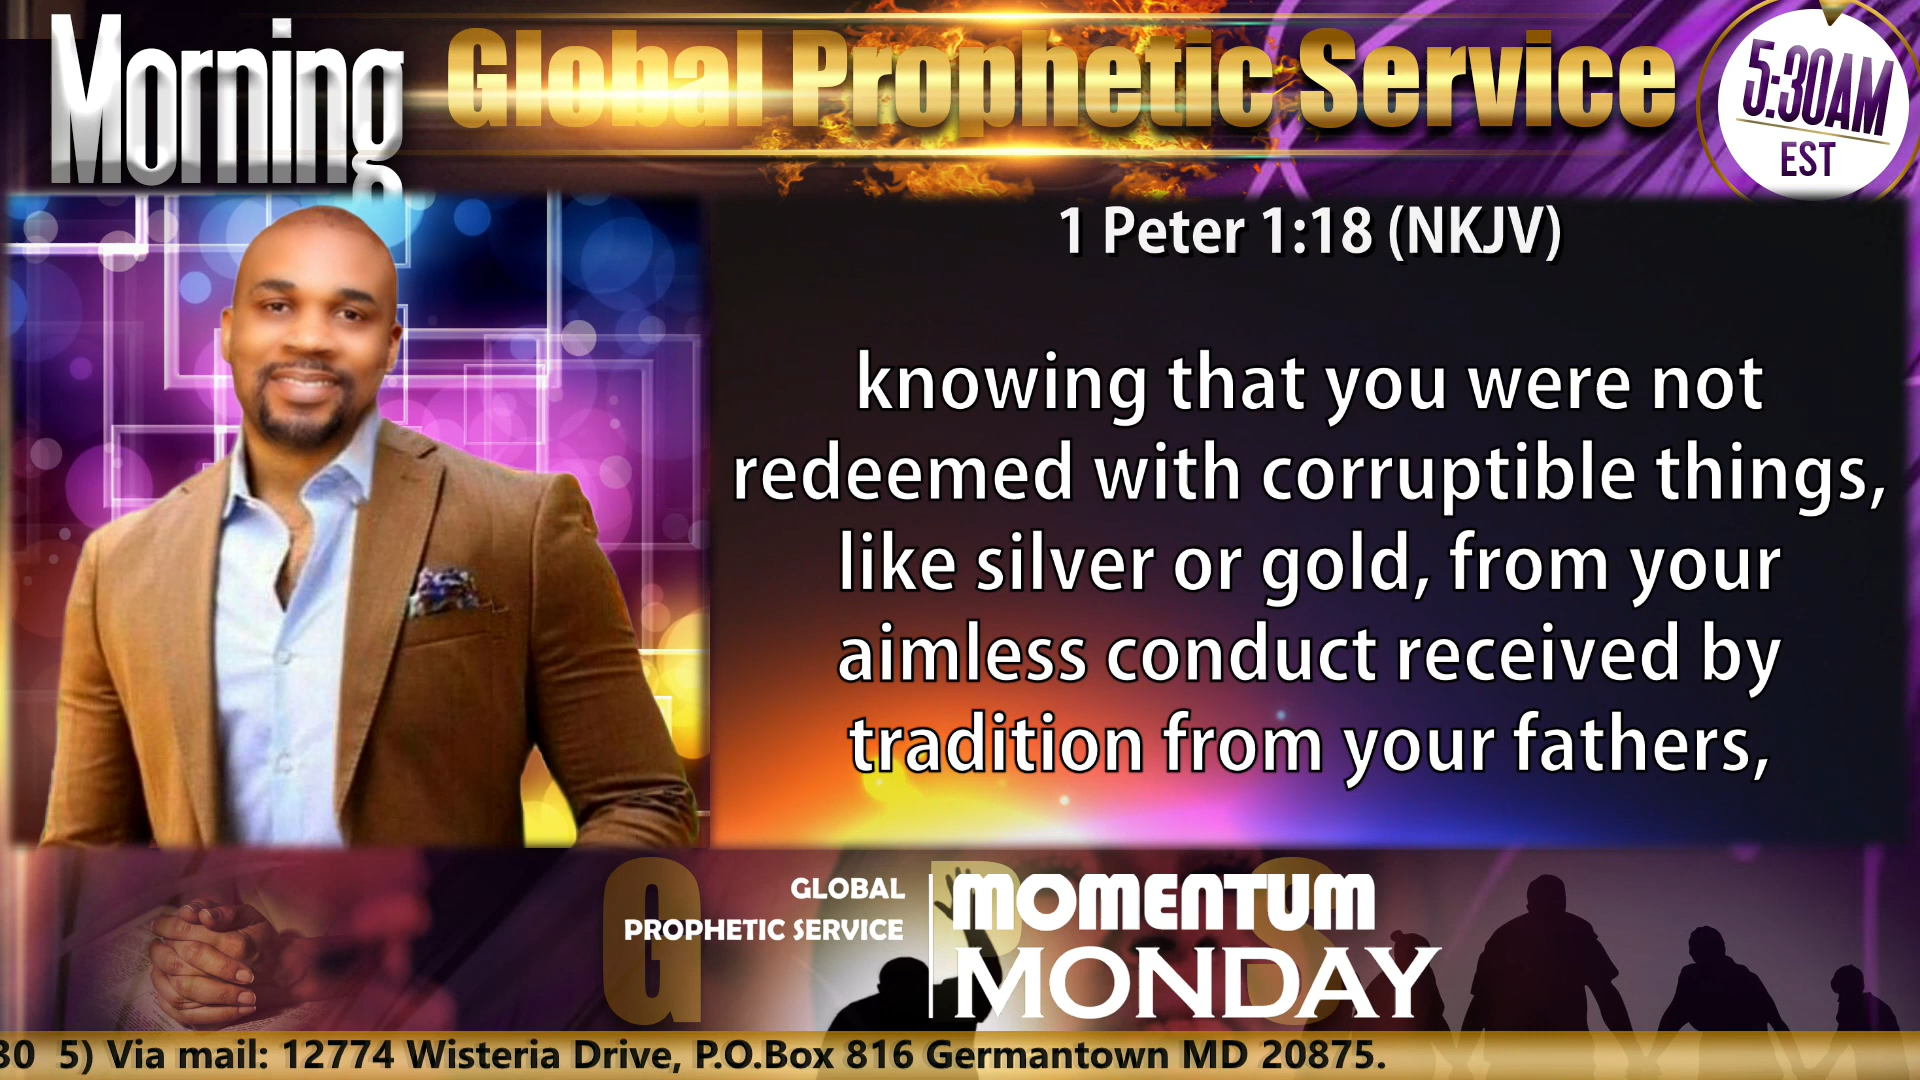 Morning
Global Prophetic Service
5:30AM
EST
1 Peter 1:18 (NKJV)
knowing that you were not
redeemed with corruptible things,
like silver or gold, from your
aimless conduct received by
tradition from your fathers,
G P S
GLOBAL
PROPHETIC SERVICE
MOMENTUM
MONDAY
30 5) Via mail: 12774 Wisteria Drive, P.O.Box 816 Germantown MD 20875.